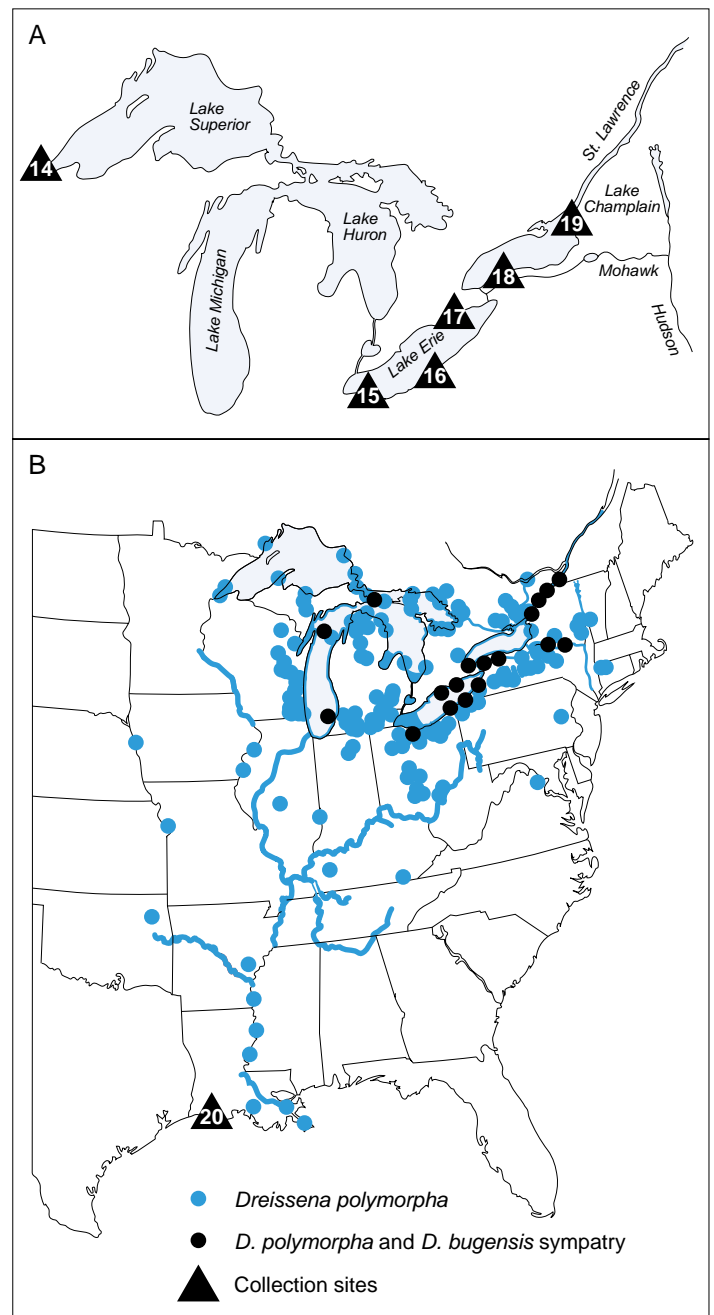 A
Lake
Superior
14
Lake Michigan
Lake
Huron
St. Lawrence
Lake
Champlain
19
18
Mohawk
17
Hudson
Lake Erie
16
15
B
20
Dreissena polymorpha
D. polymorpha and D. bugensis sympatry
Collection sites